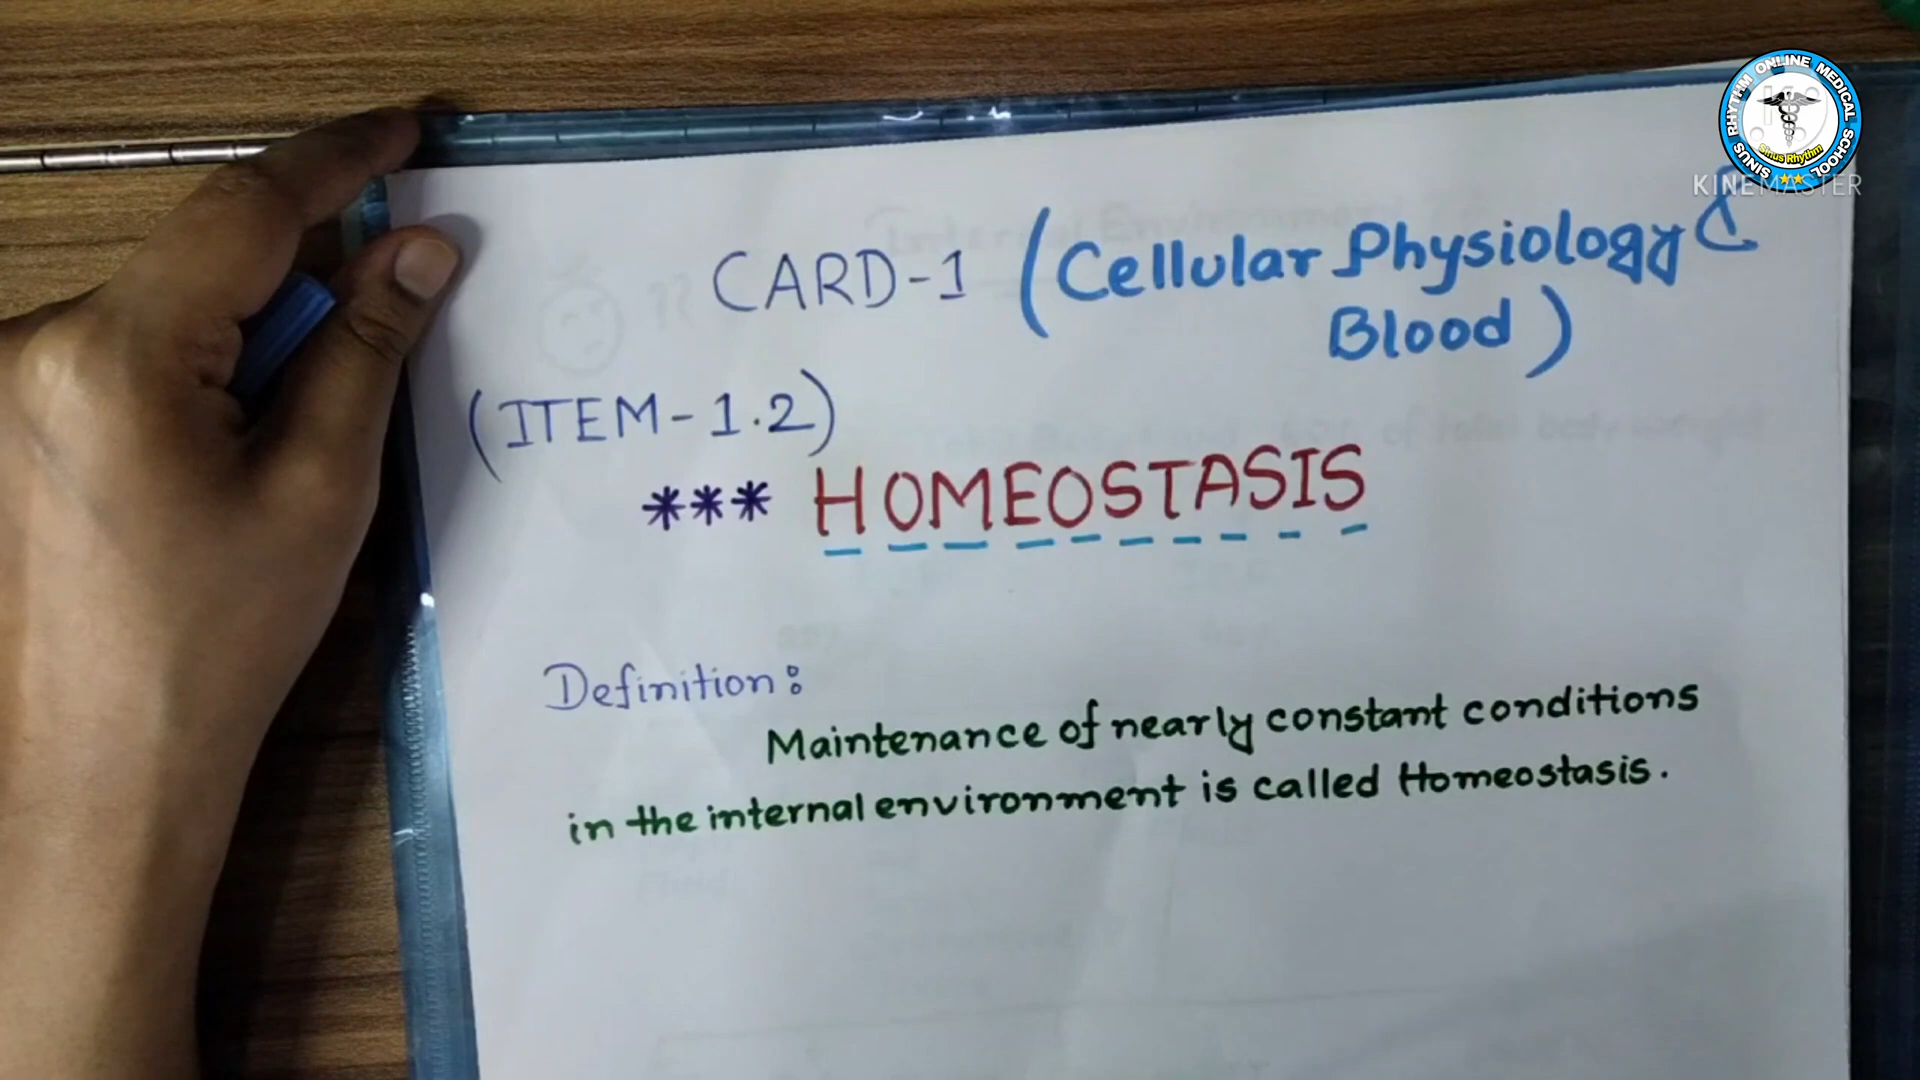 SINUS RHYTHM ONLINE MEDICAL SCHOOL
Sinus Rhythm
KINEMASTER
CARD-1 (Cellular Physiology &
Blood)
(ITEM-1.2)
*** HOMEOSTASIS
Definition:
Maintenance of nearly constant conditions
in the internal environment is called Homeostasis.